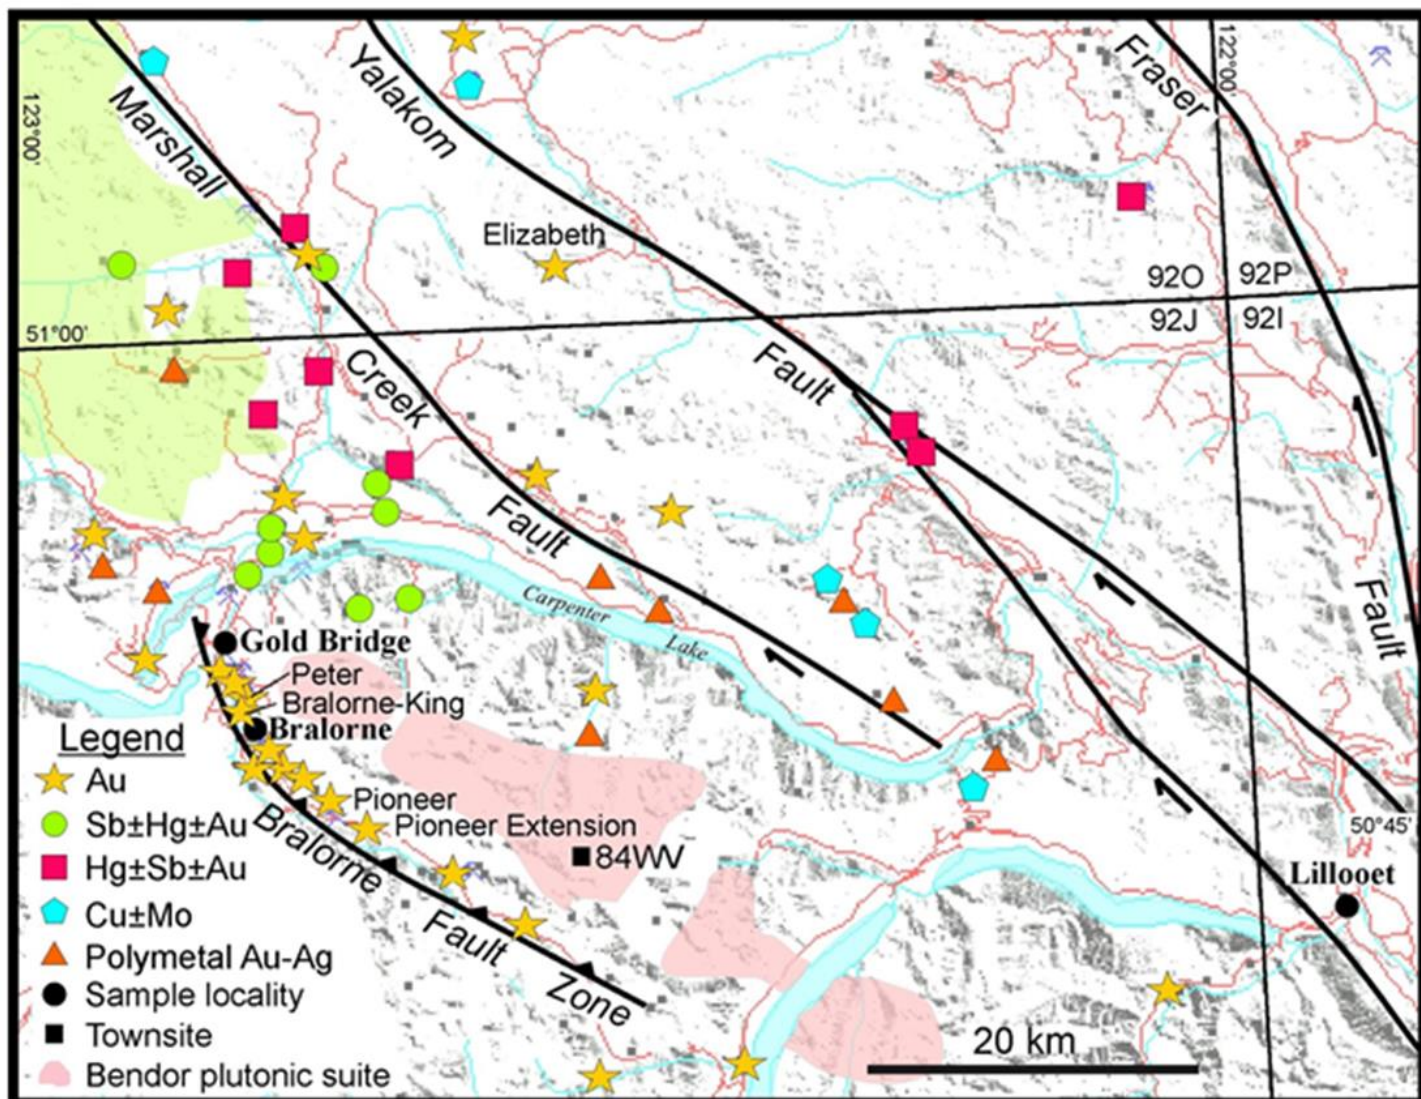 Yalakom
Fraser
122°00'
123°00'
Marshall
Elizabeth
92O
92P
51°00'
92J
92I
Fault
Creek
Fault
Carpenter
Lake
Fault
Gold Bridge
Peter
Bralorne-King
Bralorne
Legend
Au
Pioneer
50°45'
Sb±Hg±Au
Pioneer Extension
84WV
Hg±Sb±Au
Bralorne
Lillooet
Cu±Mo
Fault
Polymetal Au-Ag
Sample locality
Zone
Townsite
20 km
Bendor plutonic suite